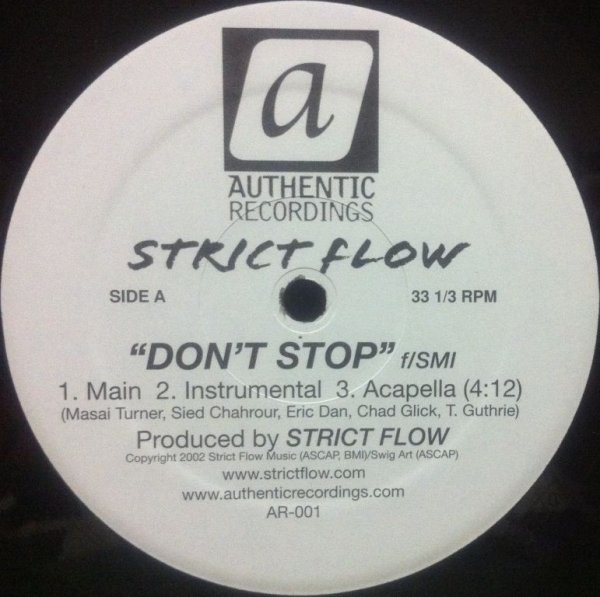 a
AUTHENTIC
RECORDINGS
STRICT FLOW
SIDE A 33 1/3 RPM
“DON’T STOP” f/SMI
1. Main 2. Instrumental 3. Acapella (4:12)
(Masai Turner, Sied Chahrour, Eric Dan, Chad Glick, T. Guthrie)
Produced by STRICT FLOW
Copyright 2002 Strict Flow Music (ASCAP, BMI)/Swig Art (ASCAP)
www.strictflow.com
www.authenticrecordings.com
AR-001